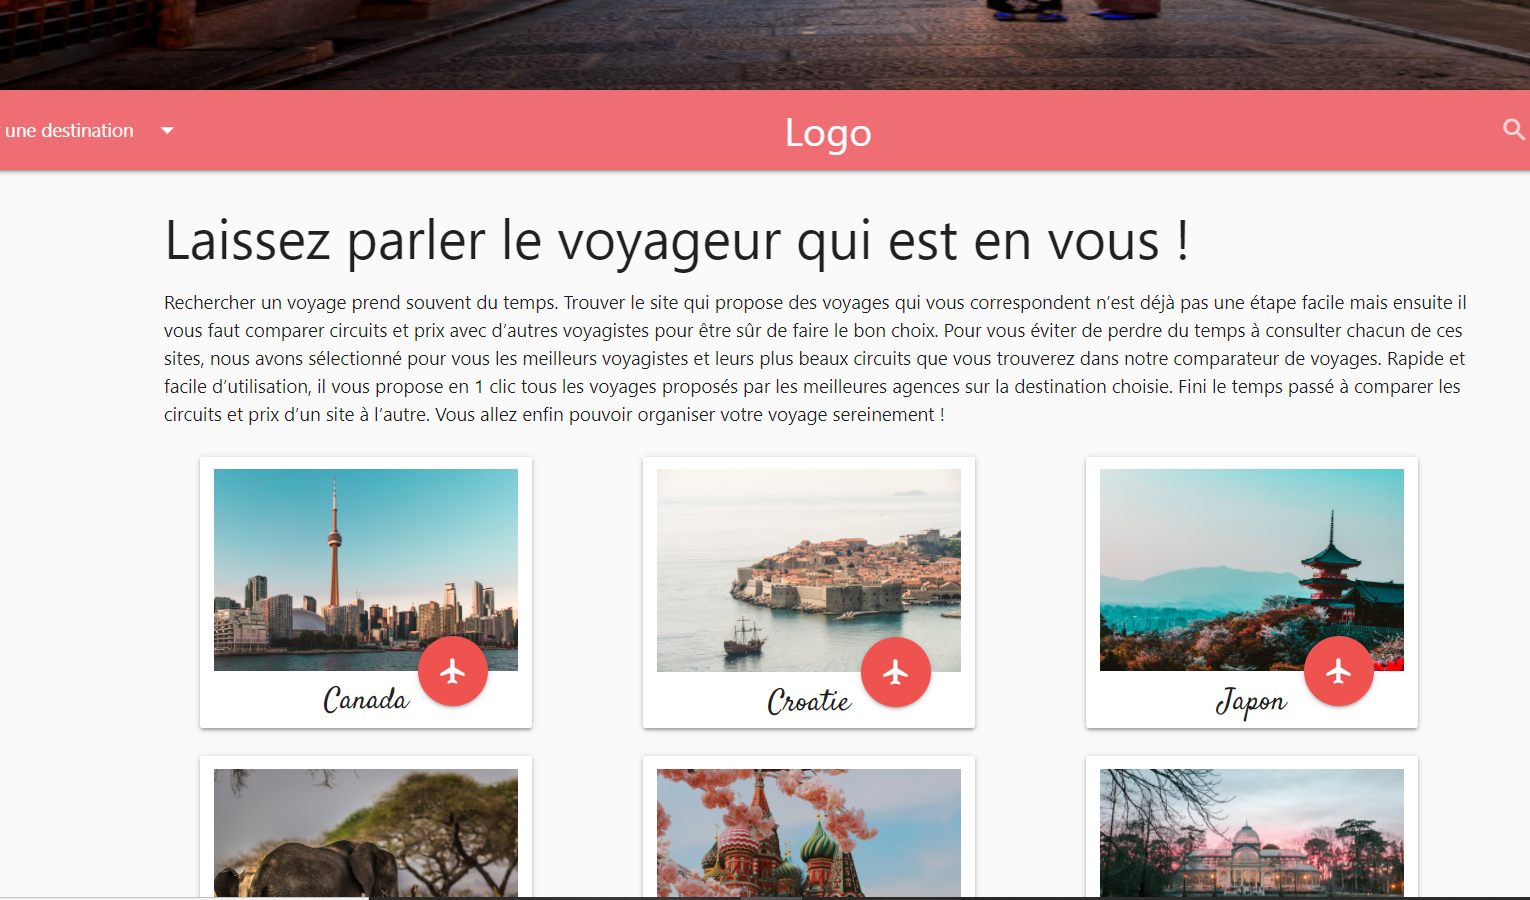 une destination
Logo
Laissez parler le voyageur qui est en vous !
Rechercher un voyage prend souvent du temps. Trouver le site qui propose des voyages qui vous correspondent n’est déjà pas une étape facile mais ensuite il
vous faut comparer circuits et prix avec d’autres voyagistes pour être sûr de faire le bon choix. Pour vous éviter de perdre du temps à consulter chacun de ces
sites, nous avons sélectionné pour vous les meilleurs voyagistes et leurs plus beaux circuits que vous trouverez dans notre comparateur de voyages. Rapide et
facile d’utilisation, il vous propose en 1 clic tous les voyages proposés par les meilleures agences sur la destination choisie. Fini le temps passé à comparer les
circuits et prix d’un site à l’autre. Vous allez enfin pouvoir organiser votre voyage sereinement !
Canada
Croatie
Japon